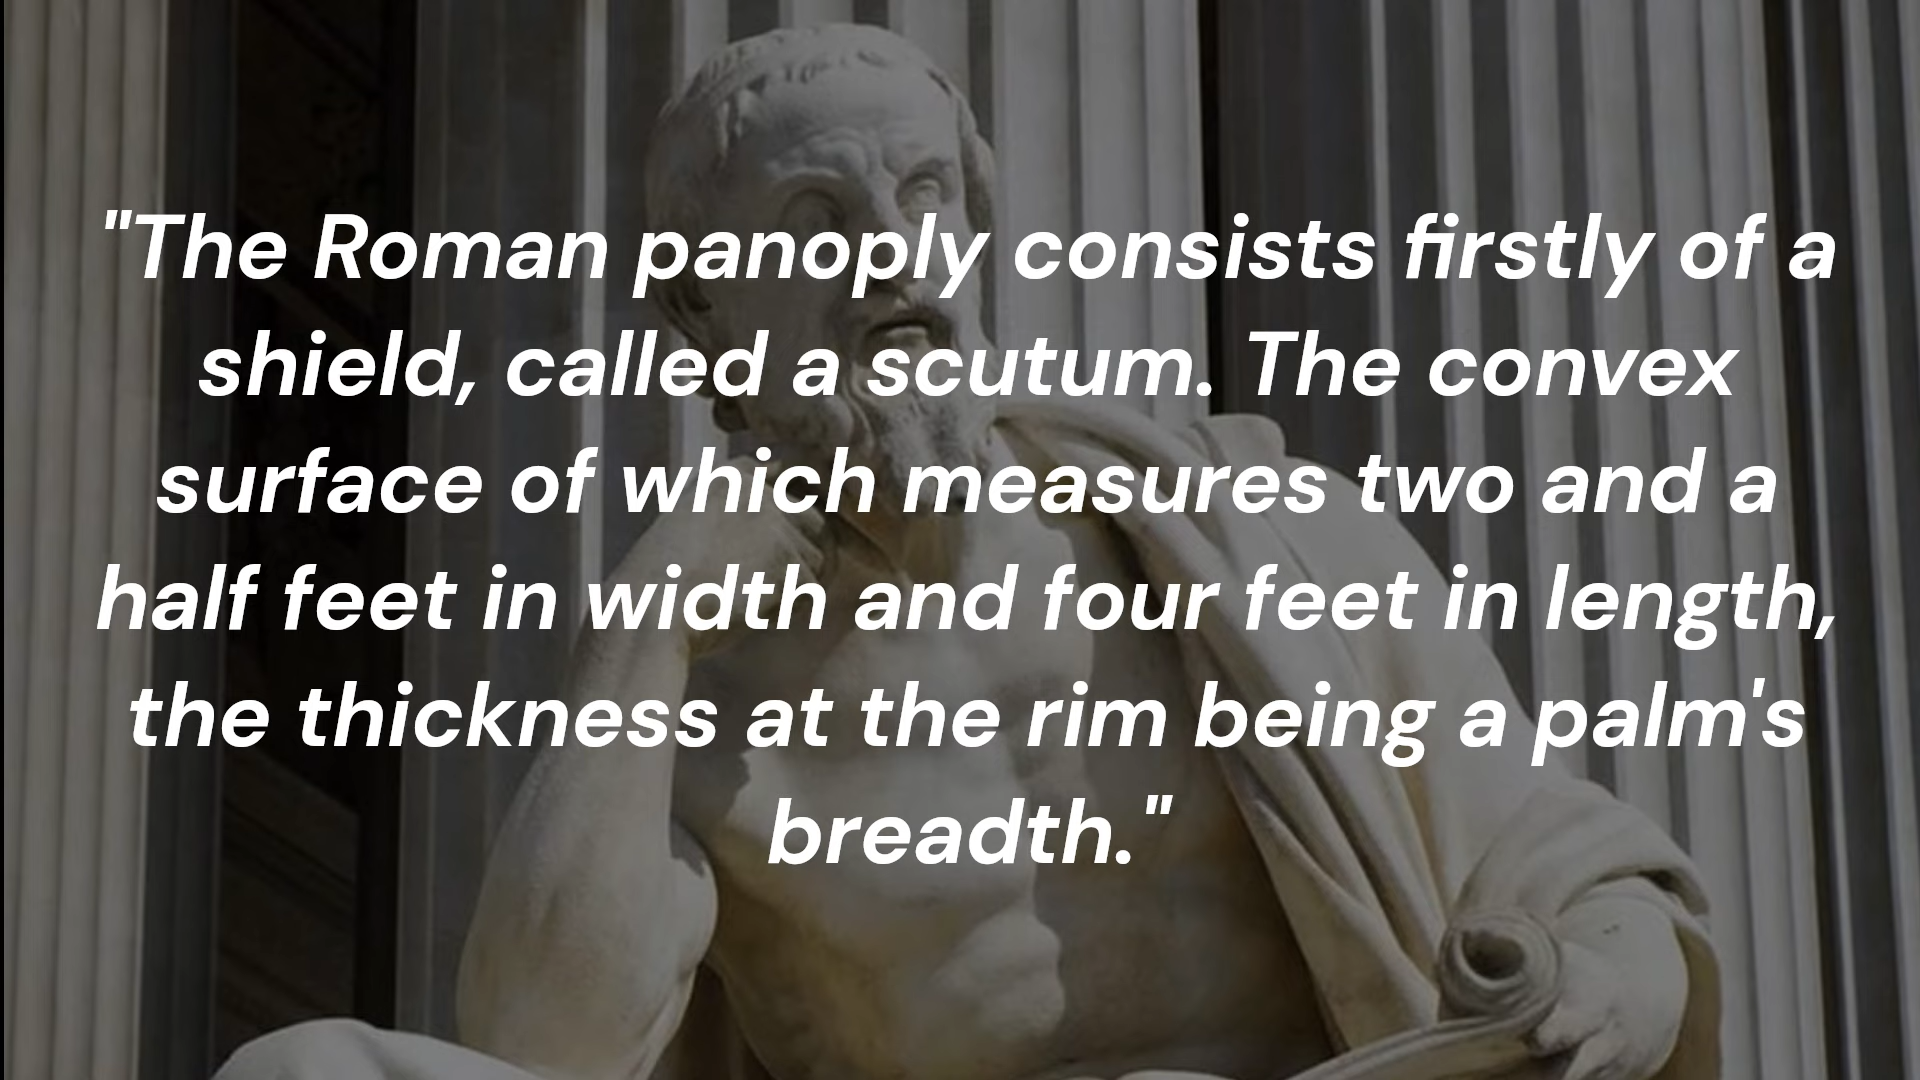 "The Roman panoply consists firstly of a
shield, called a scutum. The convex
surface of which measures two and a
half feet in width and four feet in length,
the thickness at the rim being a palm's
breadth."